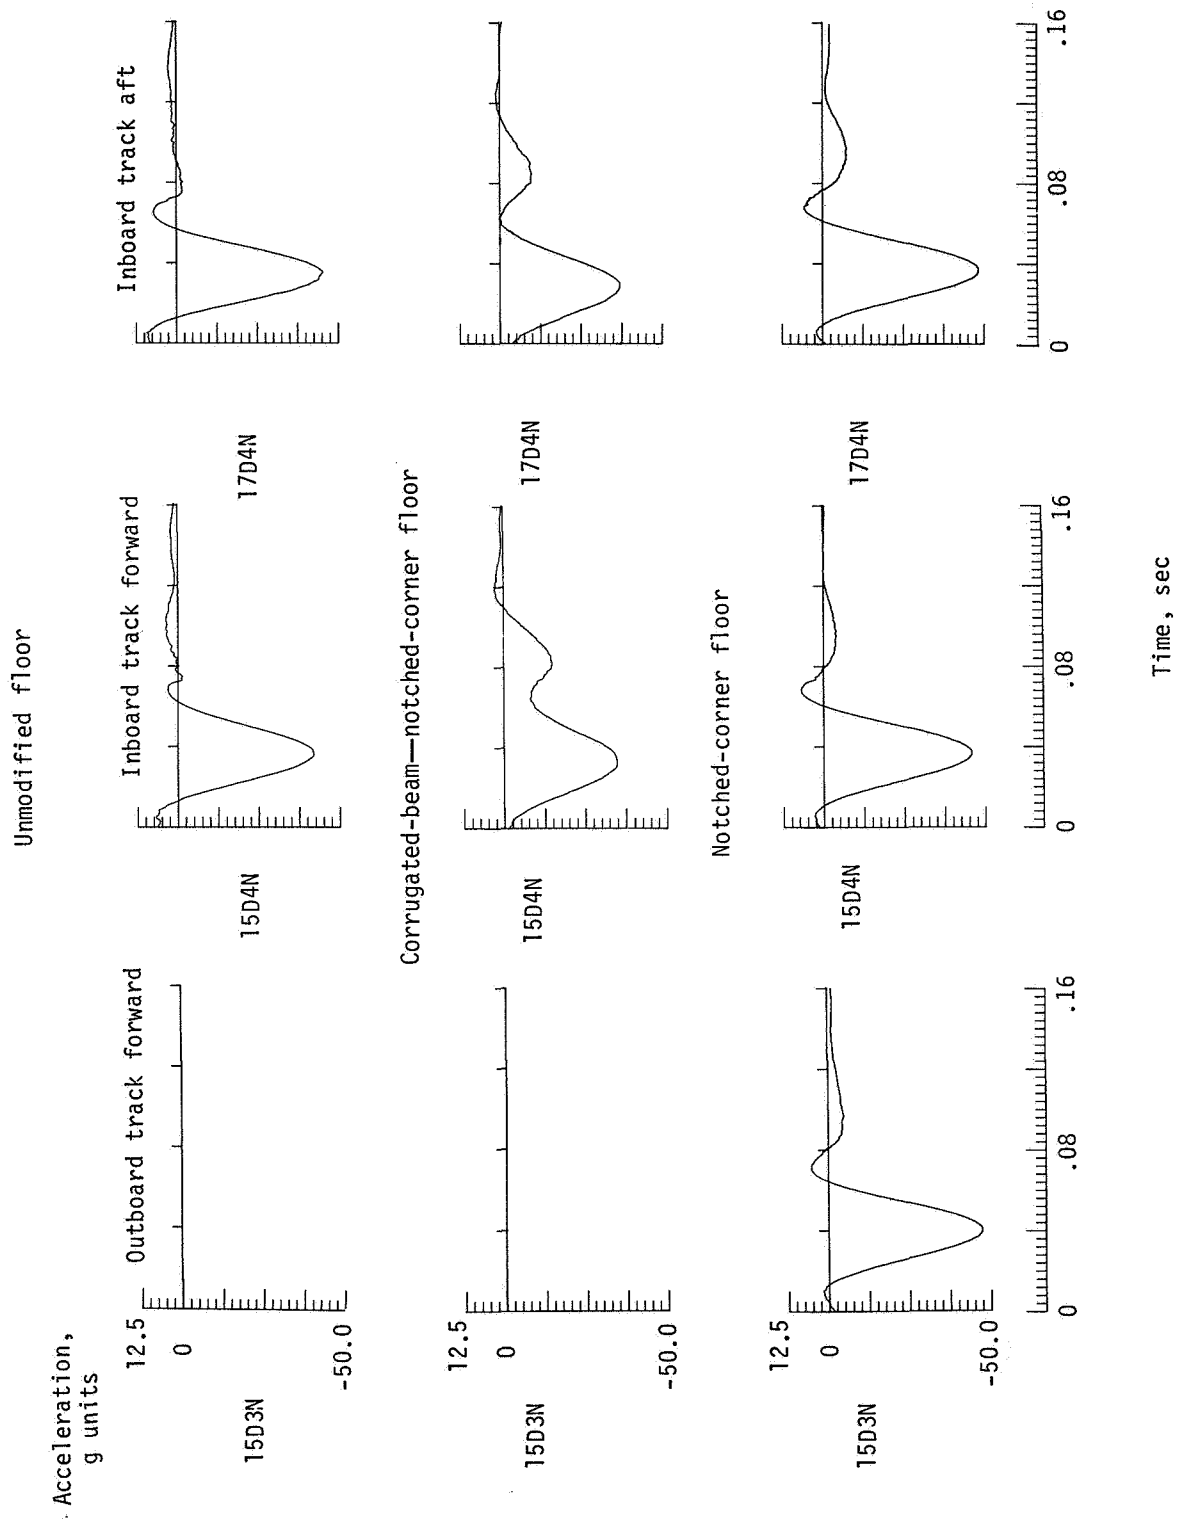 Unmodified floor
Acceleration,
g units
Outboard track forward
Inboard track forward
Inboard track aft
12.5
0
-50.0
15D3N
15D4N
17D4N
Corrugated-beam—notched-corner floor
12.5
0
-50.0
15D3N
15D4N
17D4N
Notched-corner floor
12.5
0
-50.0
15D3N
15D4N
17D4N
0 .08 .16
0 .08 .16
0 .08 .16
Time, sec